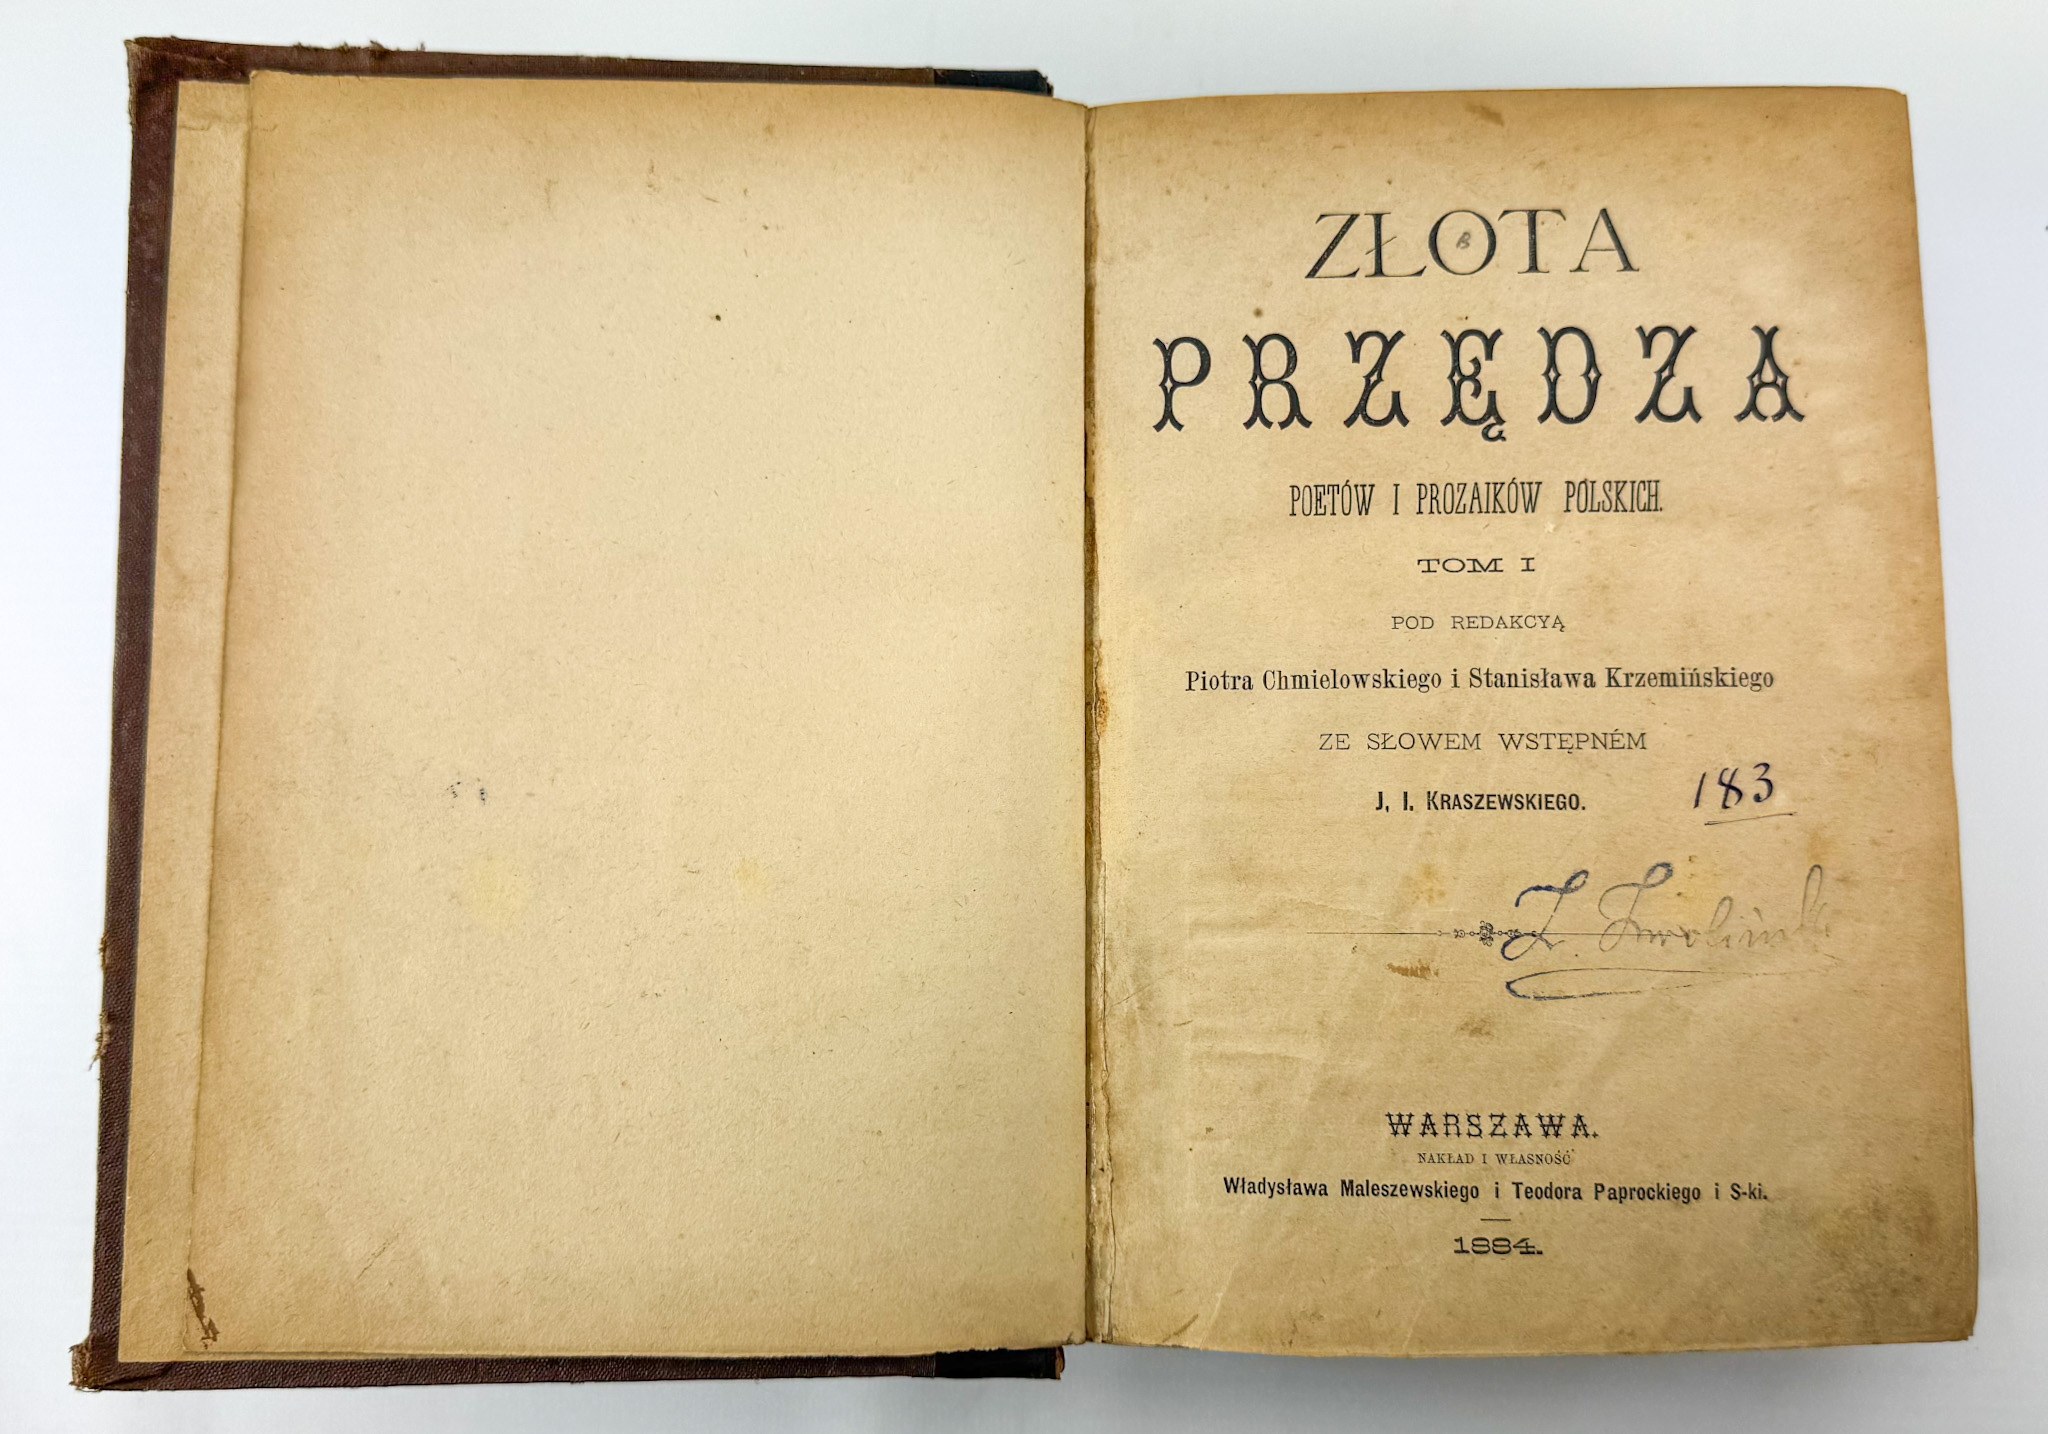 ZŁOTA
PRZĘDZA
POETÓW I PROZAIKÓW POLSKICH.
TOM I
POD REDAKCYĄ
Piotra Chmielowskiego i Stanisława Krzemińskiego
ZE SŁOWEM WSTĘPNÉM
J. I. KRASZEWSKIEGO.
183
WARSZAWA.
NAKŁAD I WŁASNOŚĆ
Władysława Maleszewskiego i Teodora Paprockiego i S-ki.
1884.